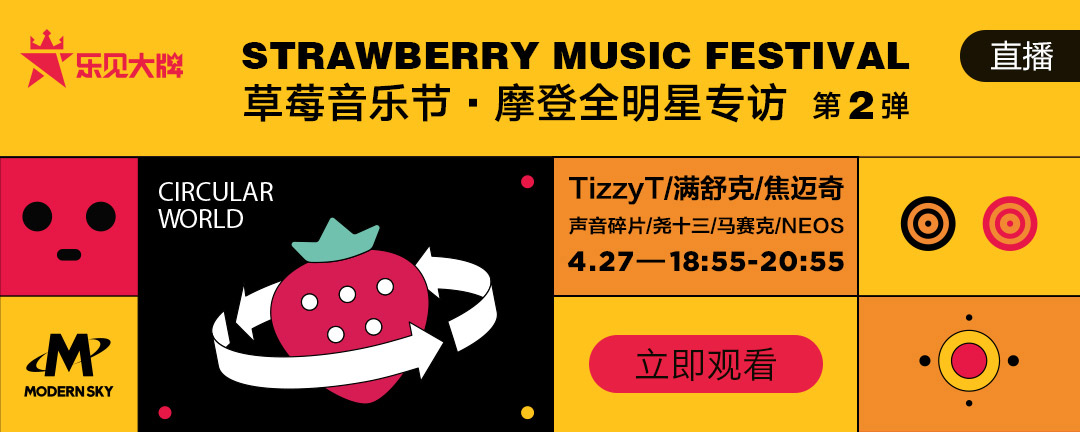 乐见大牌
STRAWBERRY MUSIC FESTIVAL
直播
草莓音乐节·摩登全明星专访 第2弹
CIRCULAR
WORLD
TizzyT/满舒克/焦迈奇
声音碎片/尧十三/马赛克/NEOS
4.27—18:55-20:55
M
MODERN SKY
立即观看